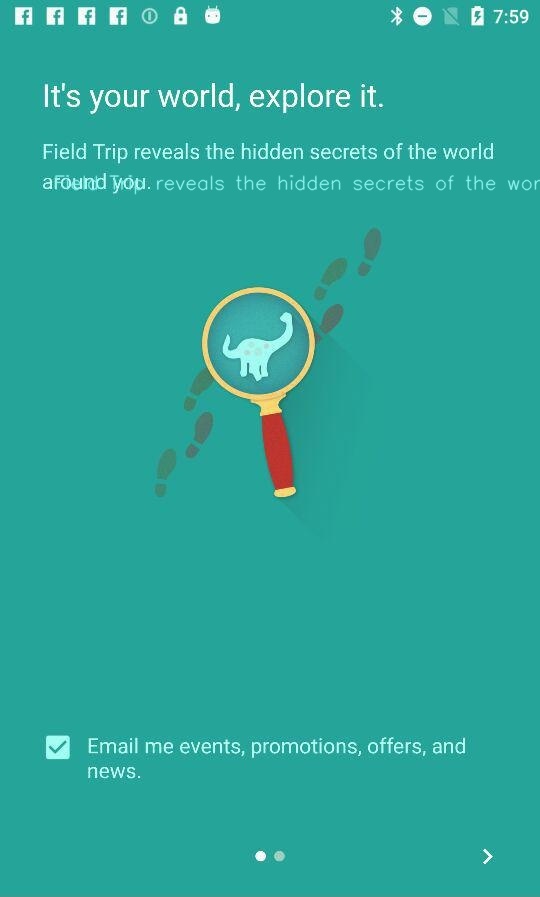 7:59
It's your world, explore it.
Field Trip reveals the hidden secrets of the world
around you.
Field Trip reveals the hidden secrets of the wor
Email me events, promotions, offers, and
news.